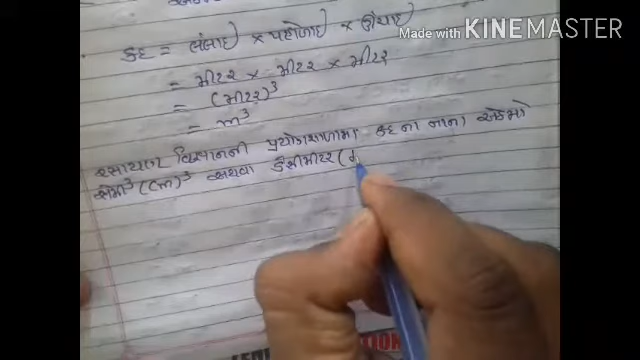 Made with KINEMASTER
કદ = લંબાઈ × પહોળાઈ × ઊંચાઈ
= મીટર × મીટર × મીટર
= (મીટર)³
= m³
રસાયણ વિજ્ઞાનની પ્રયોગશાળામાં કદના નાના એકમો
સેમી³ (cm)³ અથવા ડેસીમીટર (